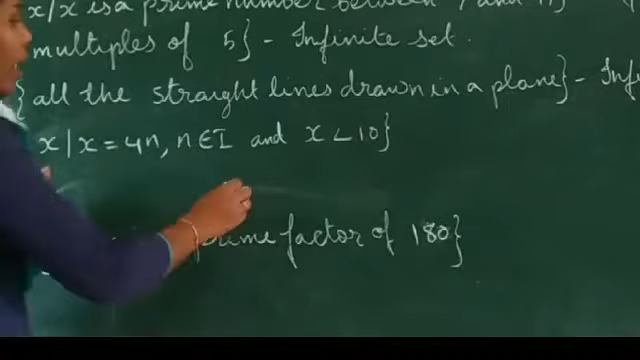 x/x is a prime number between 7 and 11}
multiples of 5} - Infinite set.
{all the straight lines drawn in a plane} - Inf
x|x = 4n, n∈I and x < 10}
prime factor of 180}